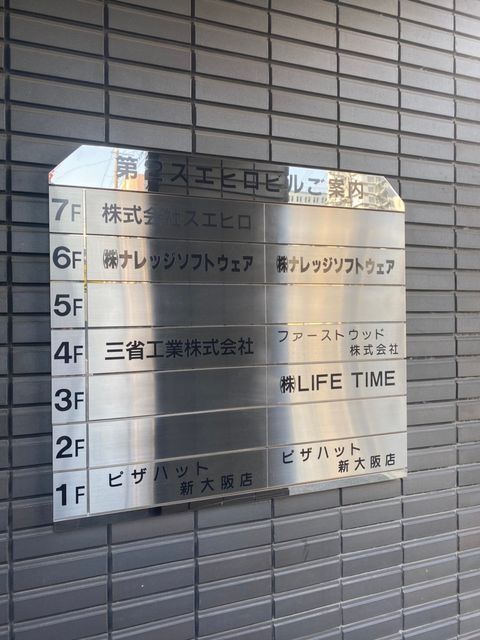 第2スエヒロビルご案内
7F 株式会社スエヒロ
6F ㈱ナレッジソフトウェア ㈱ナレッジソフトウェア
5F
4F 三省工業株式会社 ファーストウッド
株式会社
3F ㈱LIFE TIME
2F ピザハット
新大阪店
1F ピザハット
新大阪店